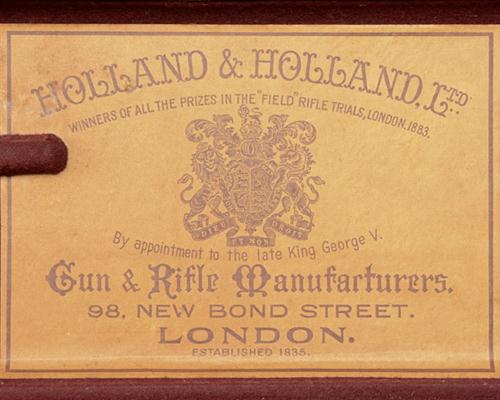 HOLLAND & HOLLAND, LTD.
WINNERS OF ALL THE PRIZES IN THE "FIELD" RIFLE TRIALS, LONDON. 1883.
DIEU ET MON DROIT
By appointment to the late King George V.
Gun & Rifle Manufacturers.
98, NEW BOND STREET.
LONDON.
ESTABLISHED 1835.